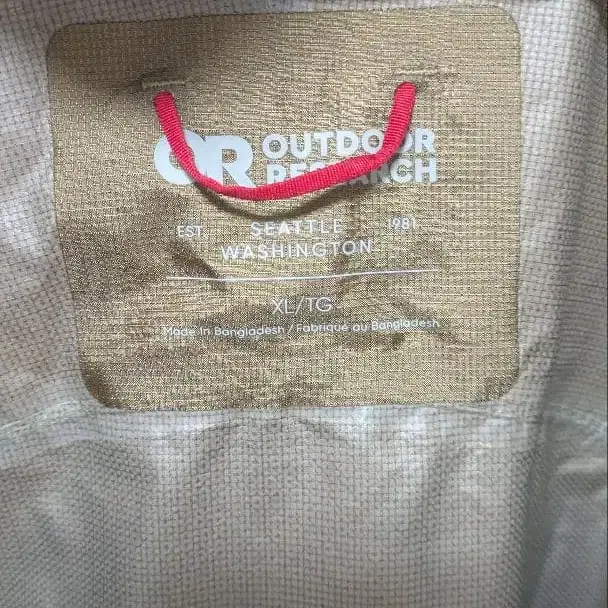 OR OUTDOOR
RESEARCH
EST SEATTLE 1981
WASHINGTON
XL/TG
Made in Bangladesh / Fabriqué au Bangladesh